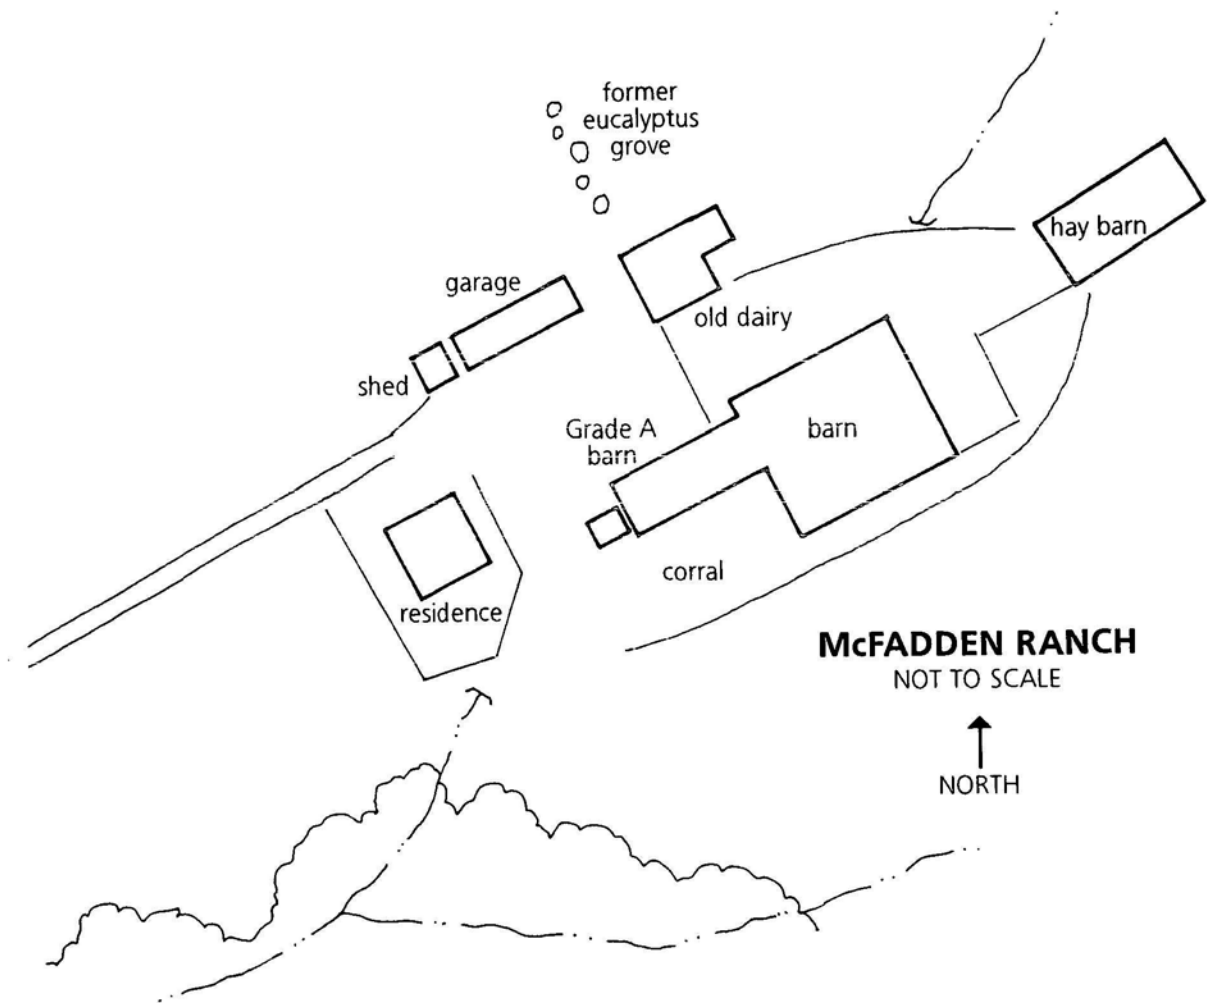 former
eucalyptus
grove
hay barn
garage
old dairy
shed
Grade A
barn
barn
corral
residence
McFADDEN RANCH
NOT TO SCALE
NORTH